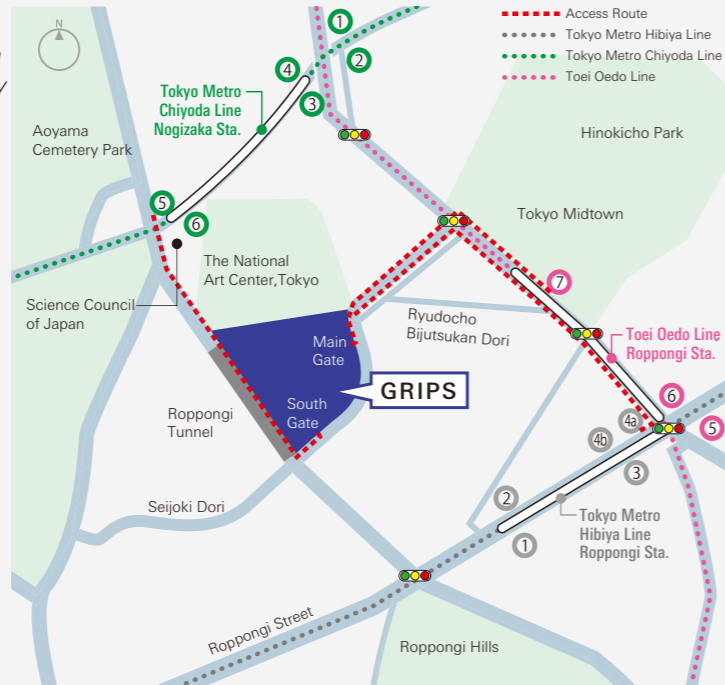 N
Access Route
Tokyo Metro Hibiya Line
Tokyo Metro Chiyoda Line
Toei Oedo Line
1
2
4
3
Tokyo Metro
Chiyoda Line
Nogizaka Sta.
Aoyama
Cemetery Park
Hinokicho Park
5
6
Tokyo Midtown
The National
Art Center,Tokyo
7
Science Council
of Japan
Ryudocho
Bijutsukan Dori
Toei Oedo Line
Roppongi Sta.
Main
Gate
GRIPS
South
Gate
Roppongi
Tunnel
6
4a
5
4b
3
2
1
Seijoki Dori
Tokyo Metro
Hibiya Line
Roppongi Sta.
Roppongi Street
Roppongi Hills